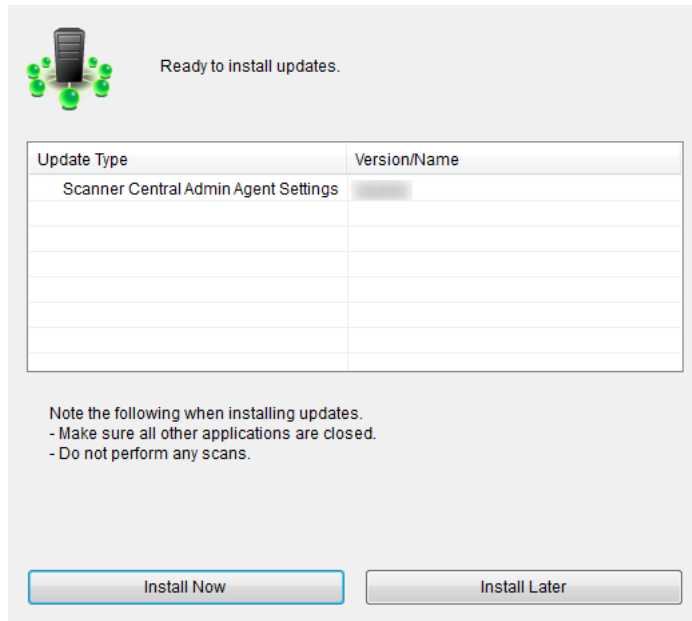 Ready to install updates.
Update Type Version/Name
Scanner Central Admin Agent Settings
Note the following when installing updates.
- Make sure all other applications are closed.
- Do not perform any scans.
Install Now Install Later